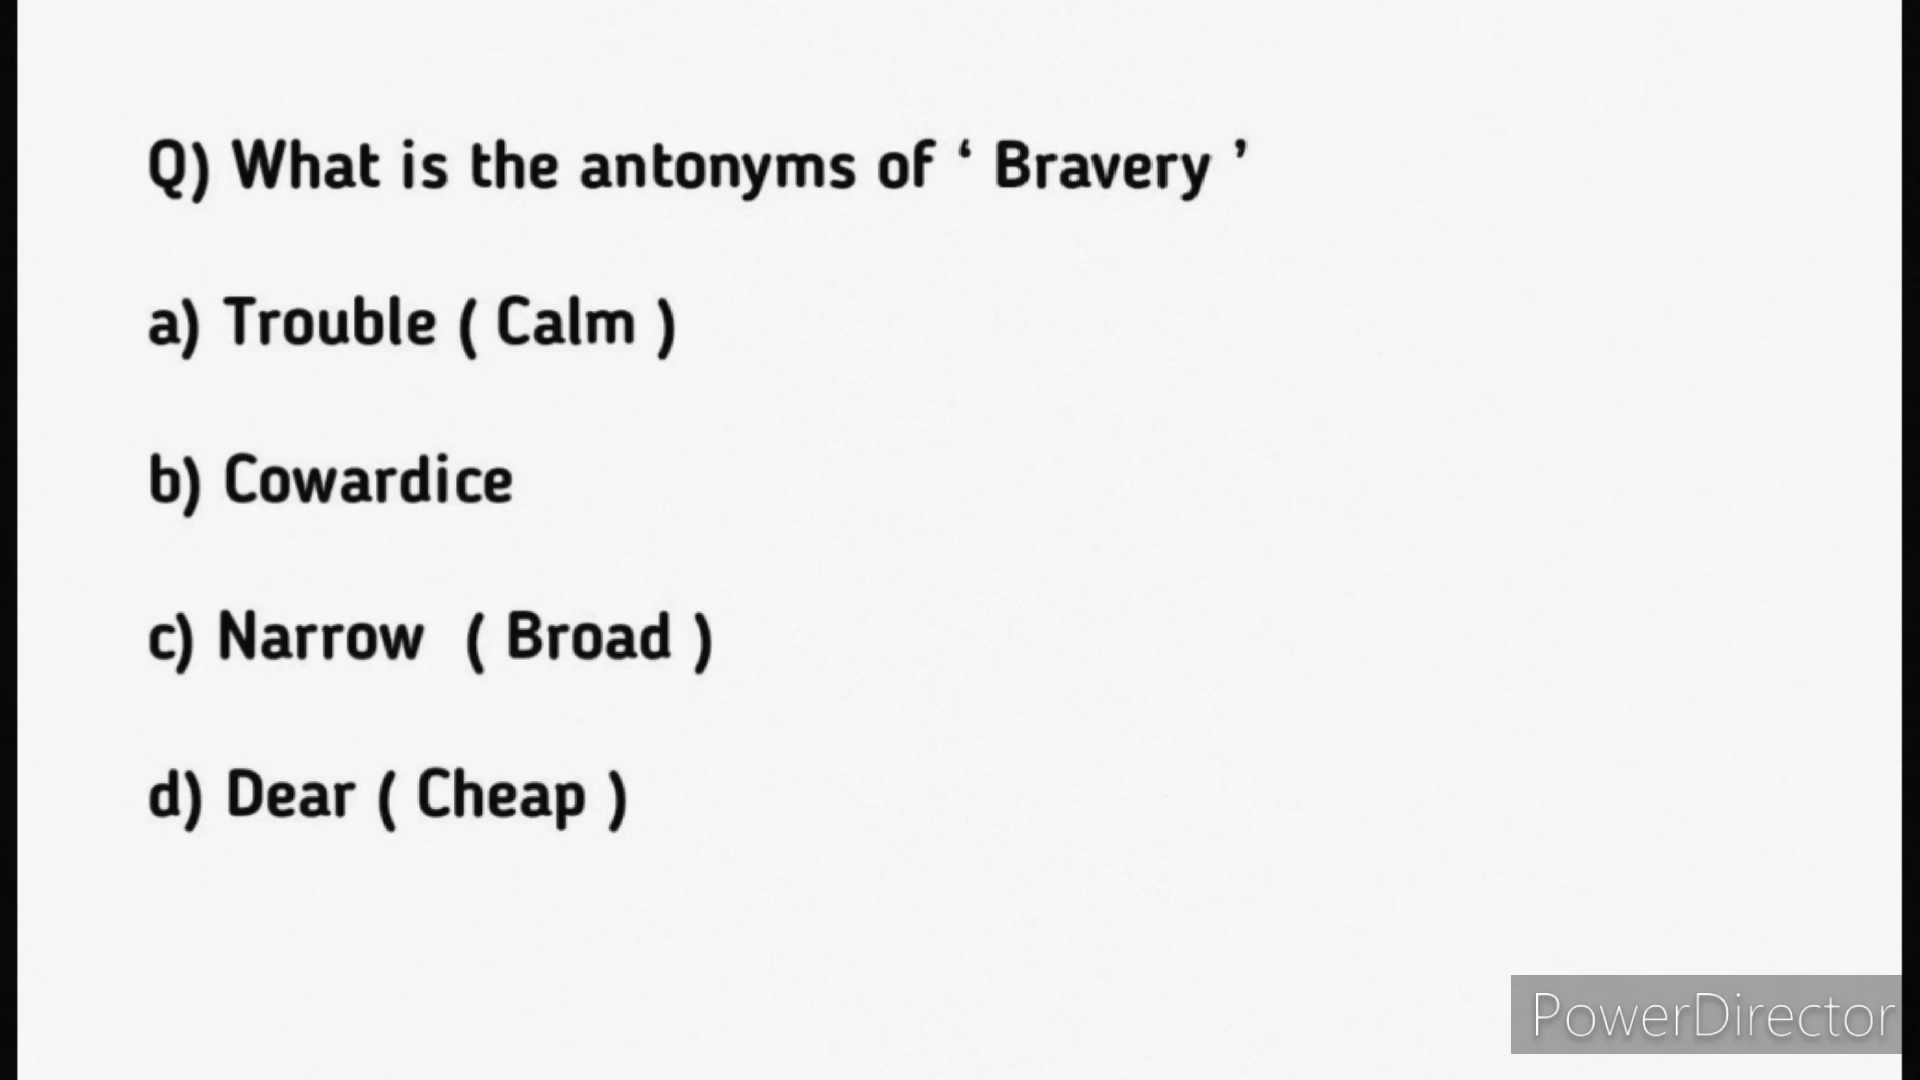 Q) What is the antonyms of ‘ Bravery ’
a) Trouble ( Calm )
b) Cowardice
c) Narrow  ( Broad )
d) Dear ( Cheap )
PowerDirector